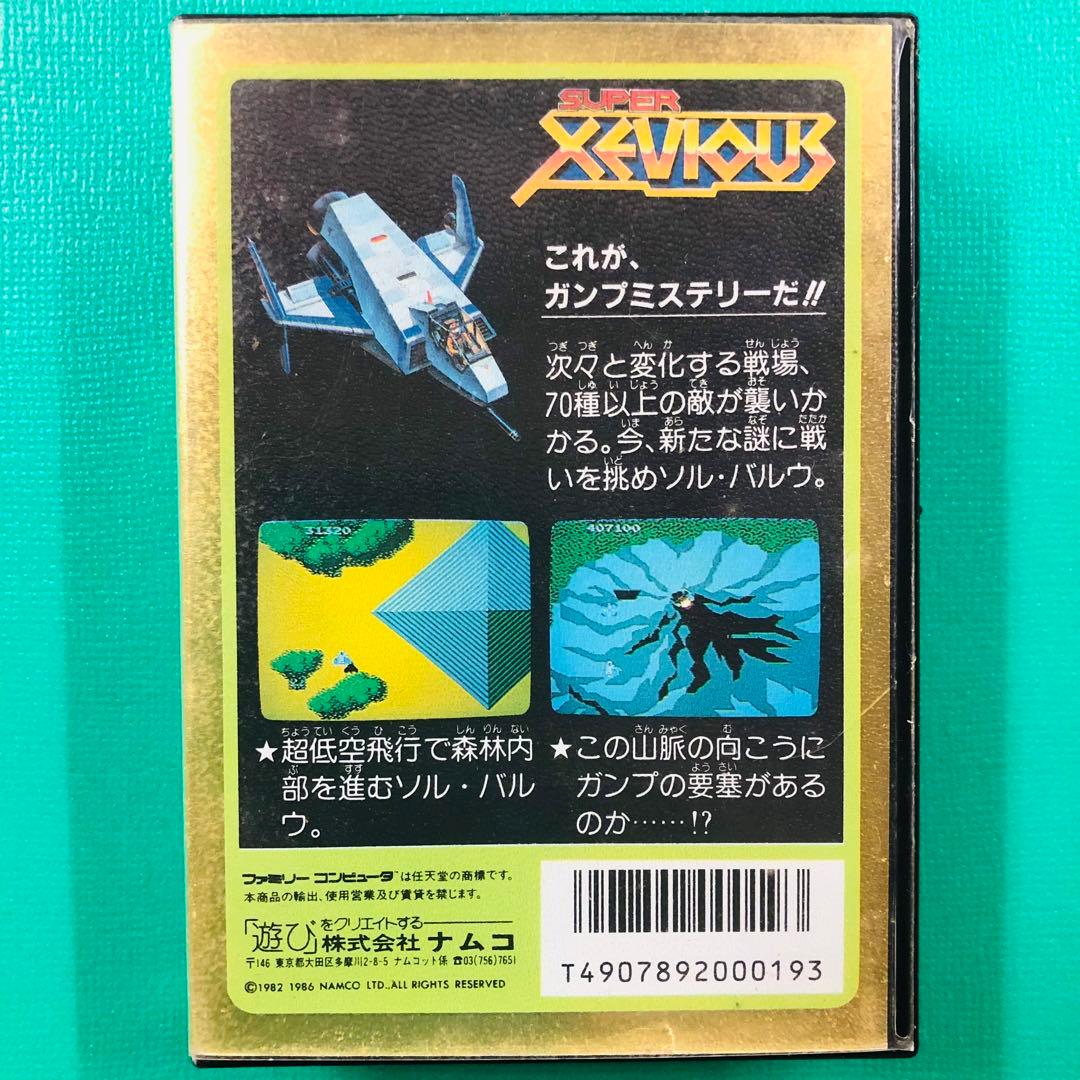 SUPER
XEVIOUS
これが、
ガンプミステリーだ!!
次々と変化する戦場、
70種以上の敵が襲いか
かる。今、新たな謎に戦
いを挑めソル・バルウ。
31320
407100
★超低空飛行で森林内
部を進むソル・バル
ウ。
★この山脈の向こうに
ガンプの要塞がある
のか……!?
ファミリー コンピュータ™は任天堂の商標です。
本商品の輸出、使用営業及び賃貸を禁じます。
「遊び」をクリエイトする
株式会社 ナムコ
〒146 東京都大田区多摩川2-8-5 ナムコット係 ☎03(756)7651
©1982 1986 NAMCO LTD.,ALL RIGHTS RESERVED
T4907892000193